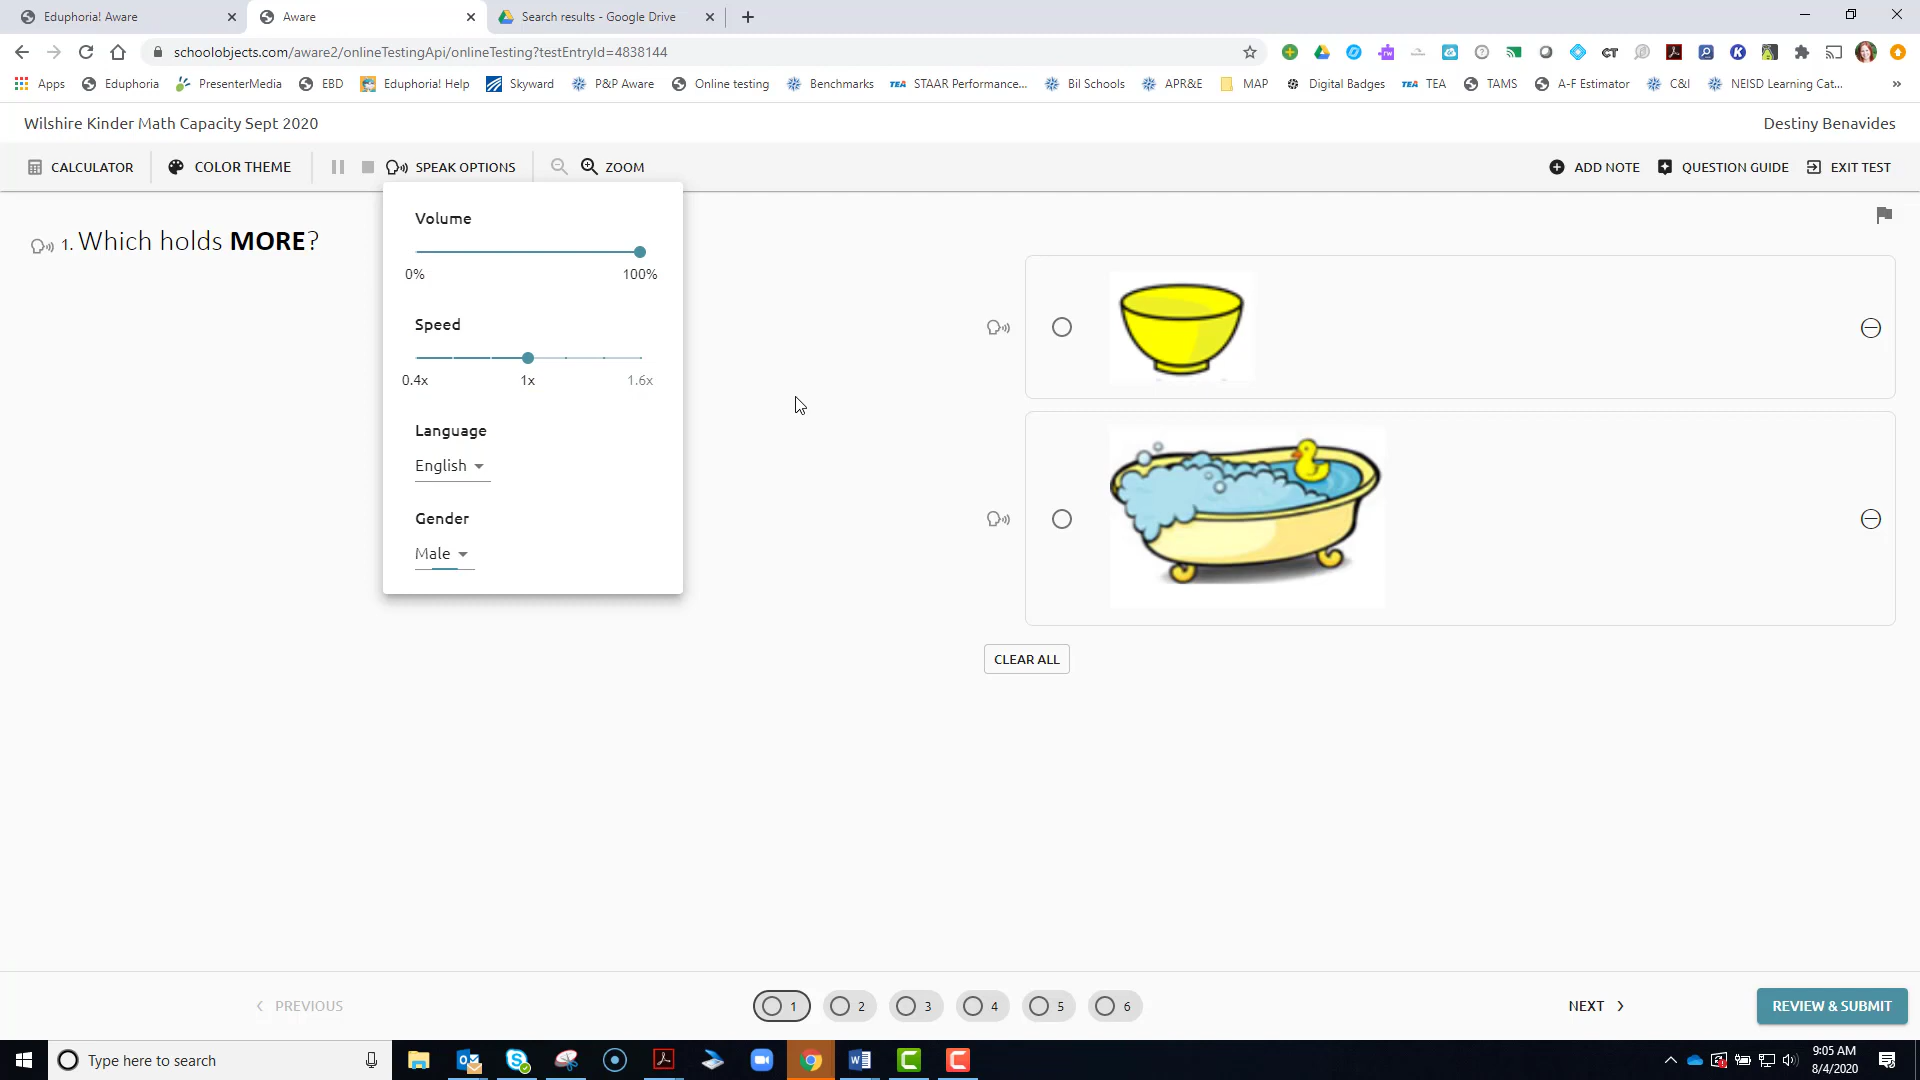 Eduphoria! Aware
Aware
Search results - Google Drive
schoolobjects.com/aware2/onlineTestingApi/onlineTesting?testEntryId=4838144
Apps Eduphoria PresenterMedia EBD Eduphoria! Help Skyward P&P Aware Online testing Benchmarks TEA STAAR Performance... Bil Schools APR&E MAP Digital Badges TEA TEA TAMS A-F Estimator C&I NEISD Learning Cat... »
Wilshire Kinder Math Capacity Sept 2020
Destiny Benavides
CALCULATOR COLOR THEME SPEAK OPTIONS ZOOM ADD NOTE QUESTION GUIDE EXIT TEST
Volume
0% 100%
Speed
0.4x 1x 1.6x
Language
English
Gender
Male
1. Which holds MORE?
CLEAR ALL
PREVIOUS
1 2 3 4 5 6
NEXT
REVIEW & SUBMIT
Type here to search
9:05 AM
8/4/2020